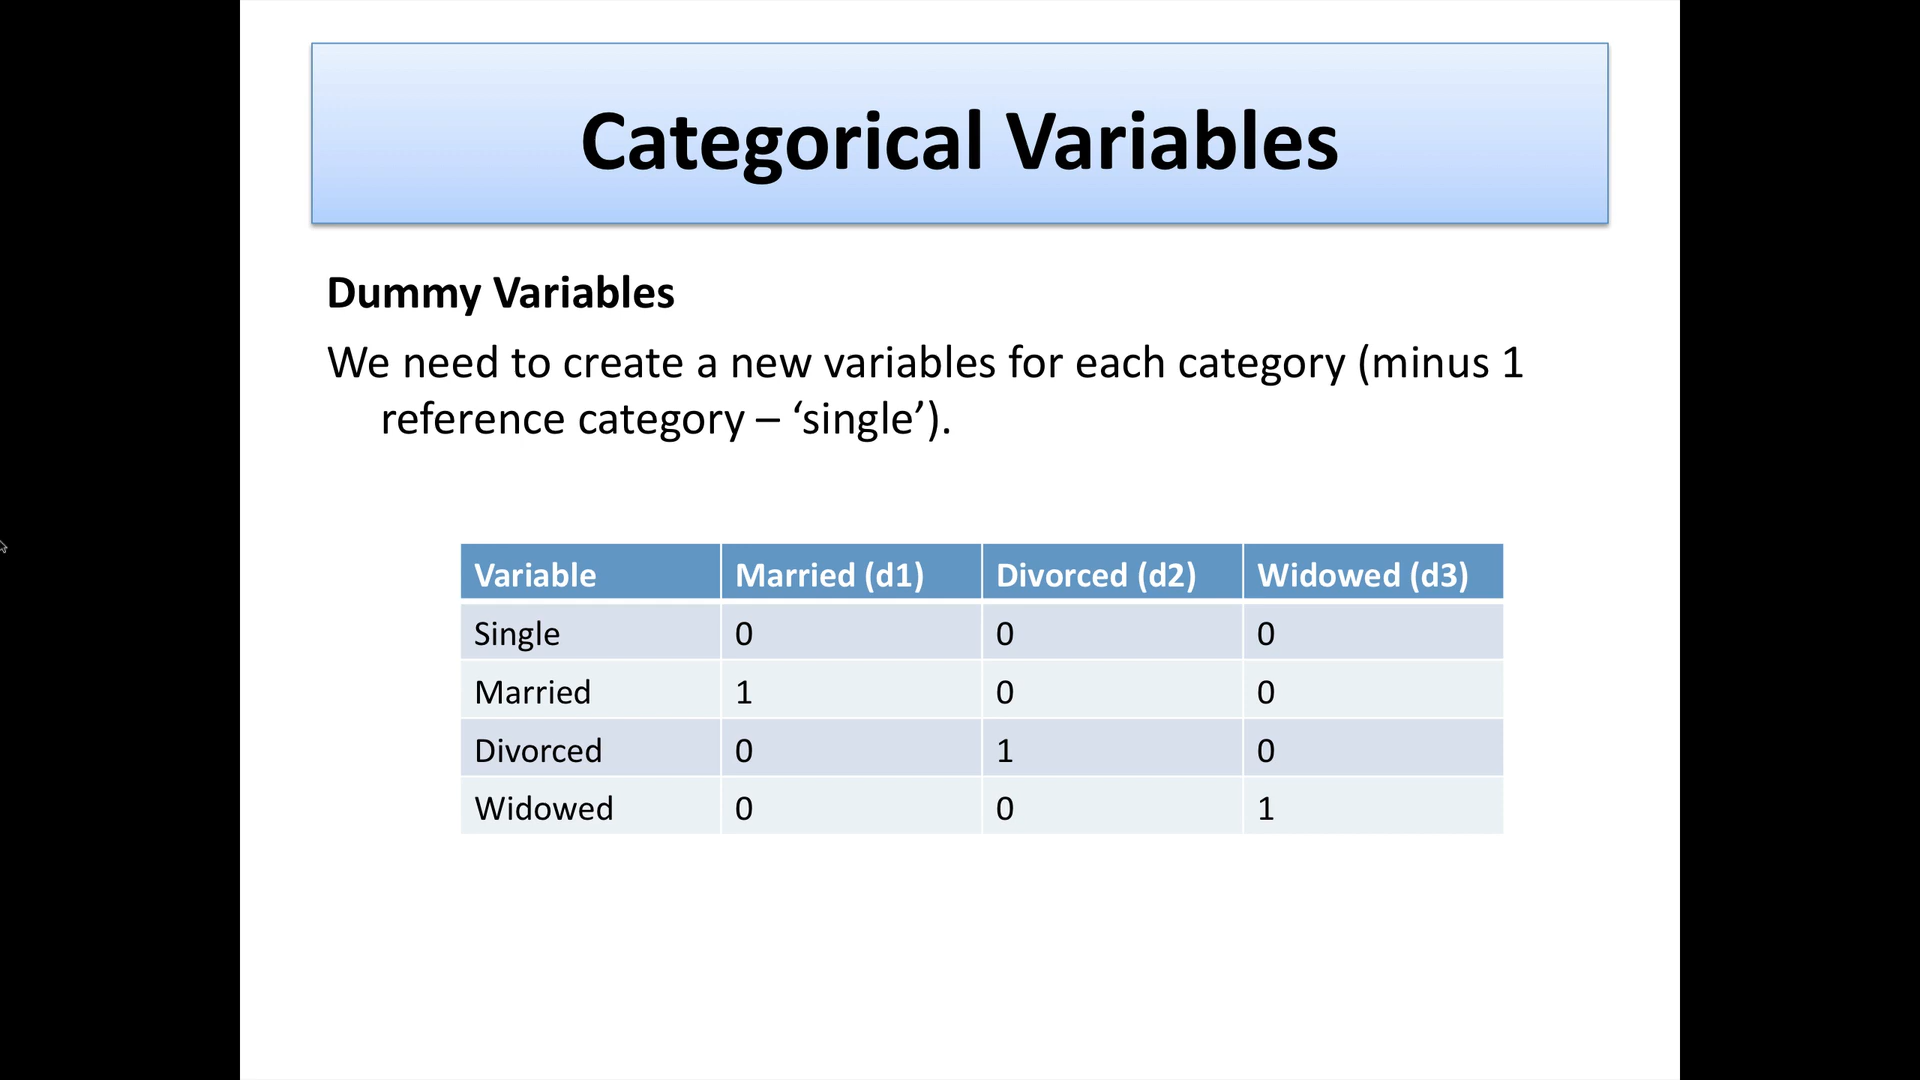 Categorical Variables
Dummy Variables
We need to create a new variables for each category (minus 1
reference category – ‘single’).
Variable Married (d1) Divorced (d2) Widowed (d3)
Single 0 0 0
Married 1 0 0
Divorced 0 1 0
Widowed 0 0 1